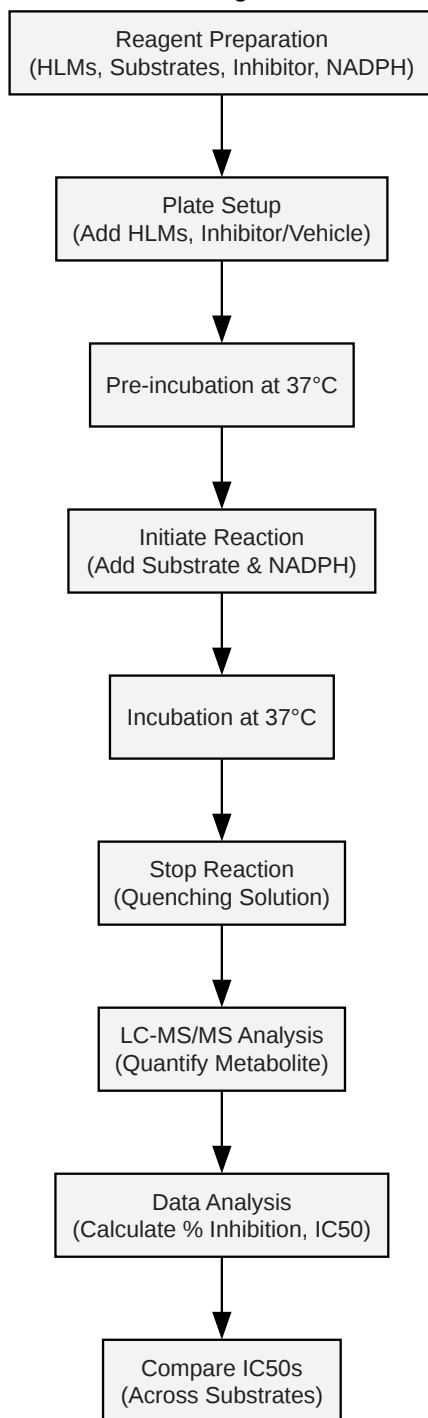 Reagent Preparation
(HLMs, Substrates, Inhibitor, NADPH)
Plate Setup
(Add HLMs, Inhibitor/Vehicle)
Pre-incubation at 37°C
Initiate Reaction
(Add Substrate & NADPH)
Incubation at 37°C
Stop Reaction
(Quenching Solution)
LC-MS/MS Analysis
(Quantify Metabolite)
Data Analysis
(Calculate % Inhibition, IC50)
Compare IC50s
(Across Substrates)